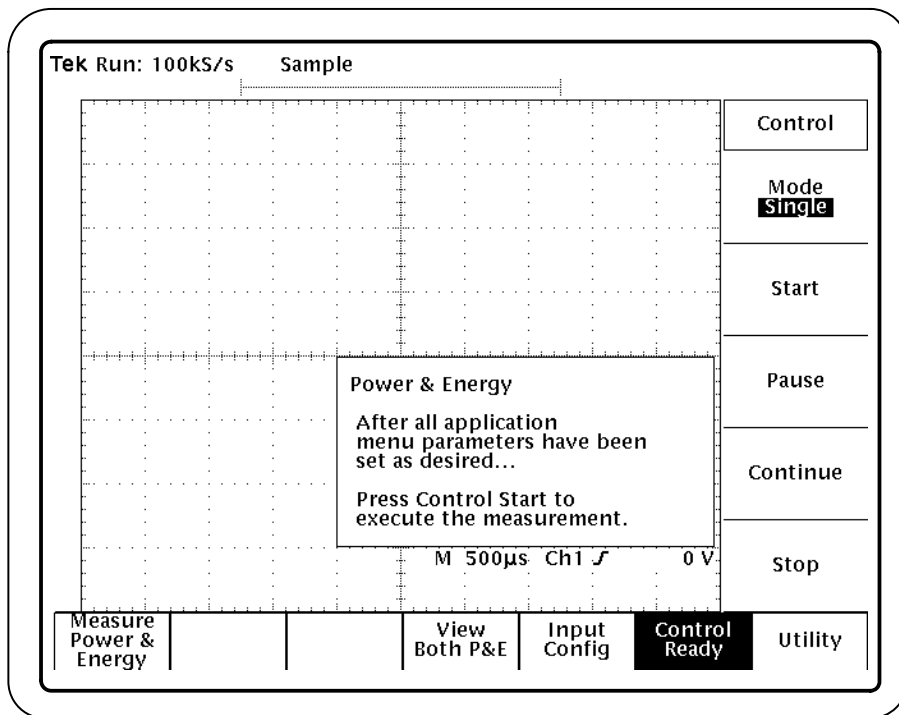 Tek Run: 100kS/s Sample
Control
Mode
Single
Start
Pause
Continue
Stop
Power & Energy
After all application
menu parameters have been
set as desired...
Press Control Start to
execute the measurement.
M 500µs Ch1 ∫ 0 V
Measure
Power &
Energy
View
Both P&E
Input
Config
Control
Ready
Utility